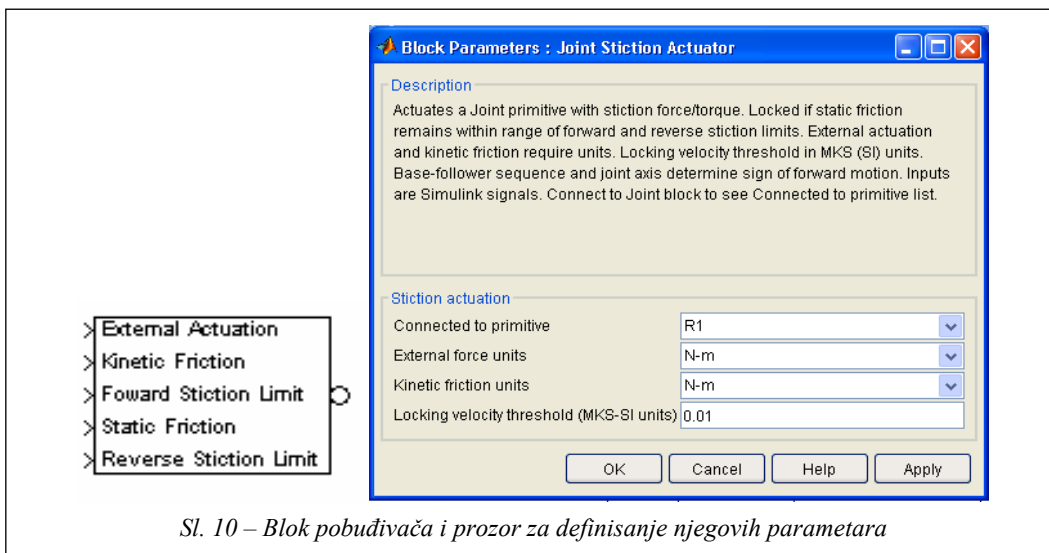 Block Parameters : Joint Stiction Actuator
Description
Actuates a Joint primitive with stiction force/torque. Locked if static friction
remains within range of forward and reverse stiction limits. External actuation
and kinetic friction require units. Locking velocity threshold in MKS (SI) units.
Base-follower sequence and joint axis determine sign of forward motion. Inputs
are Simulink signals. Connect to Joint block to see Connected to primitive list.
Stiction actuation
Connected to primitive R1
External force units N-m
Kinetic friction units N-m
Locking velocity threshold (MKS-SI units) 0.01
OK Cancel Help Apply
External Actuation
Kinetic Friction
Foward Stiction Limit
Static Friction
Reverse Stiction Limit
Sl. 10 – Blok pobuđivača i prozor za definisanje njegovih parametara